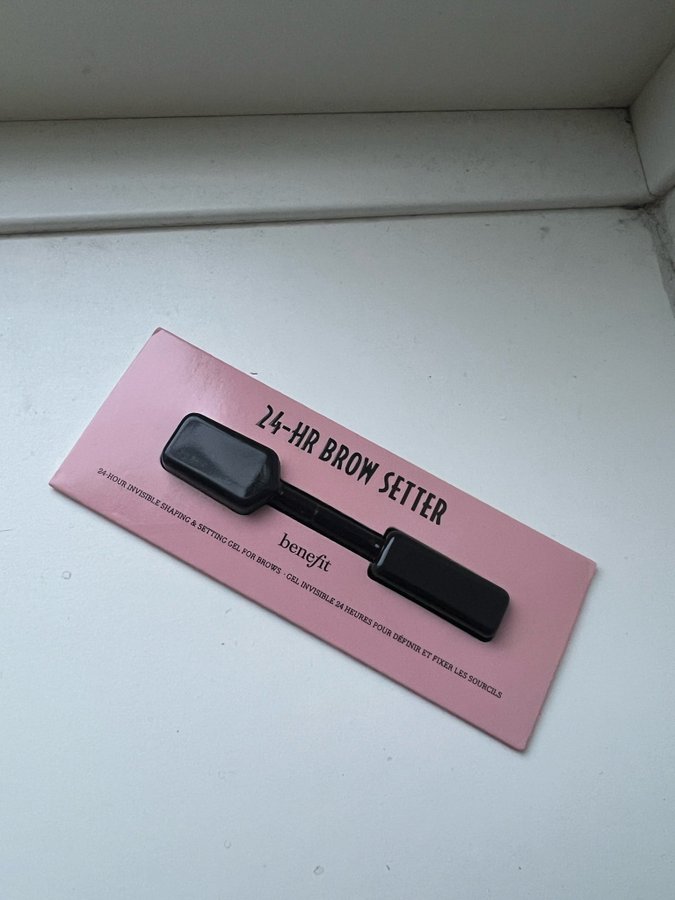 24-HR BROW SETTER
benefit
24-HOUR INVISIBLE SHAPING & SETTING GEL FOR BROWS · GEL INVISIBLE 24 HEURES POUR DÉFINIR ET FIXER LES SOURCILS